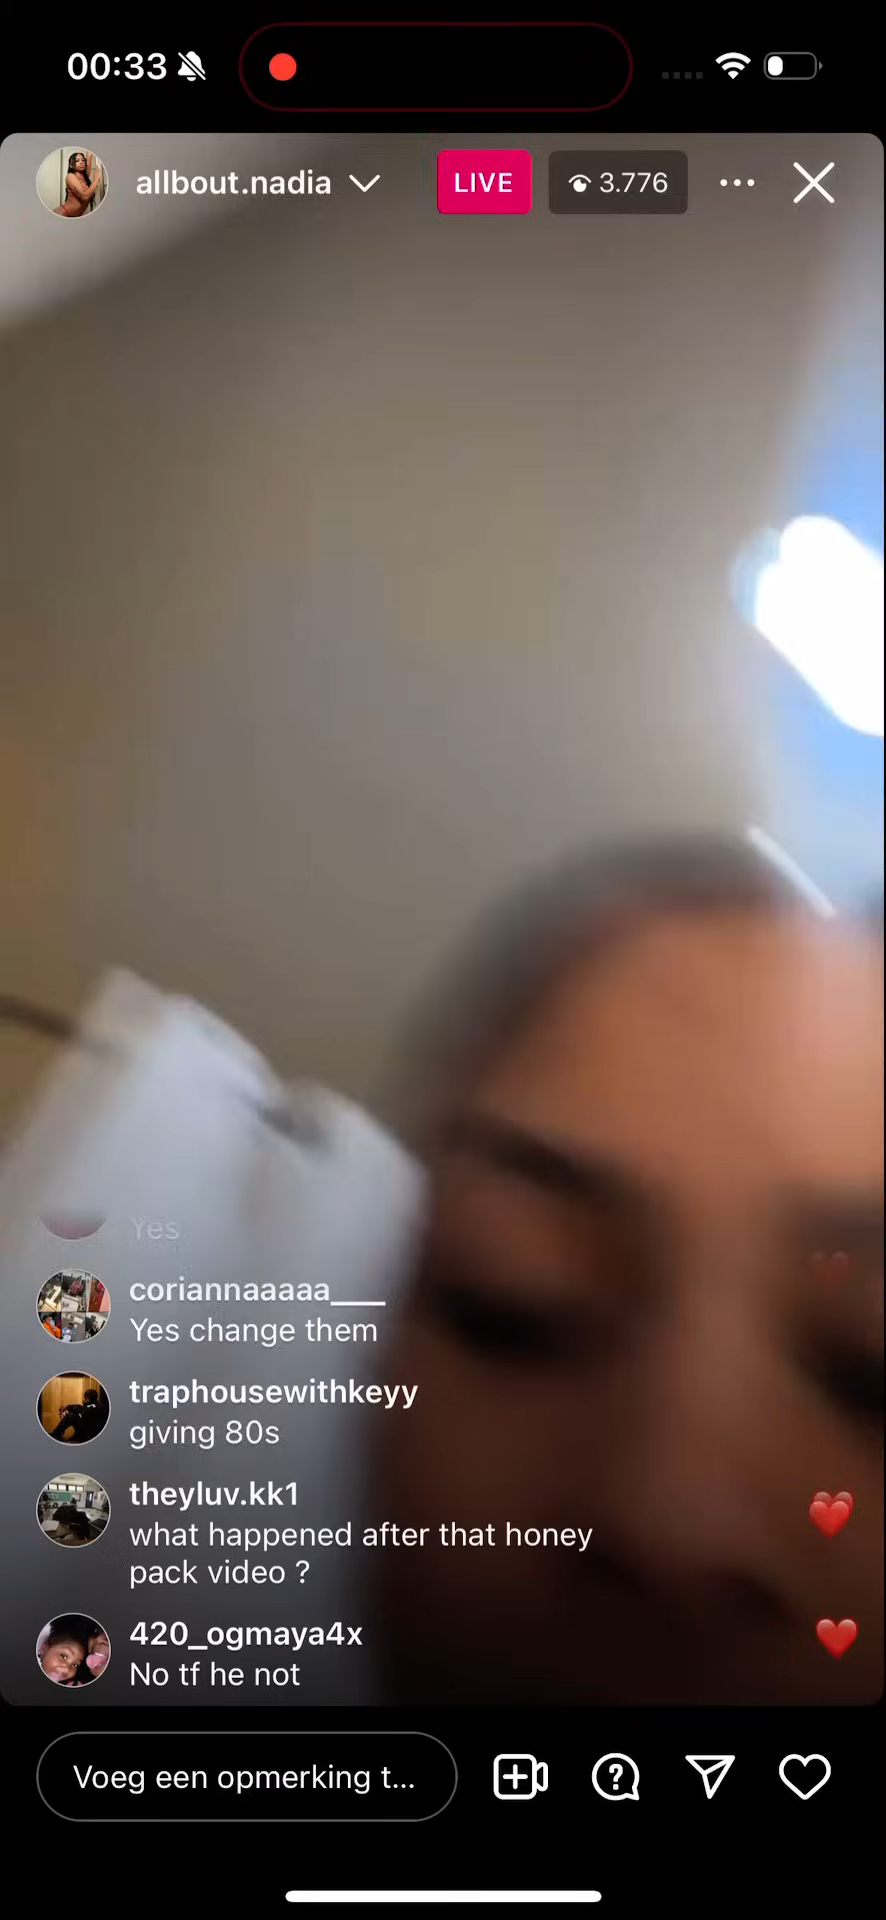 00:33
allbout.nadia
LIVE
3.776
Yes
coriannaaaaa___
Yes change them
traphousewithkeyy
giving 80s
theyluv.kk1
what happened after that honey
pack video ?
420_ogmaya4x
No tf he not
Voeg een opmerking t...